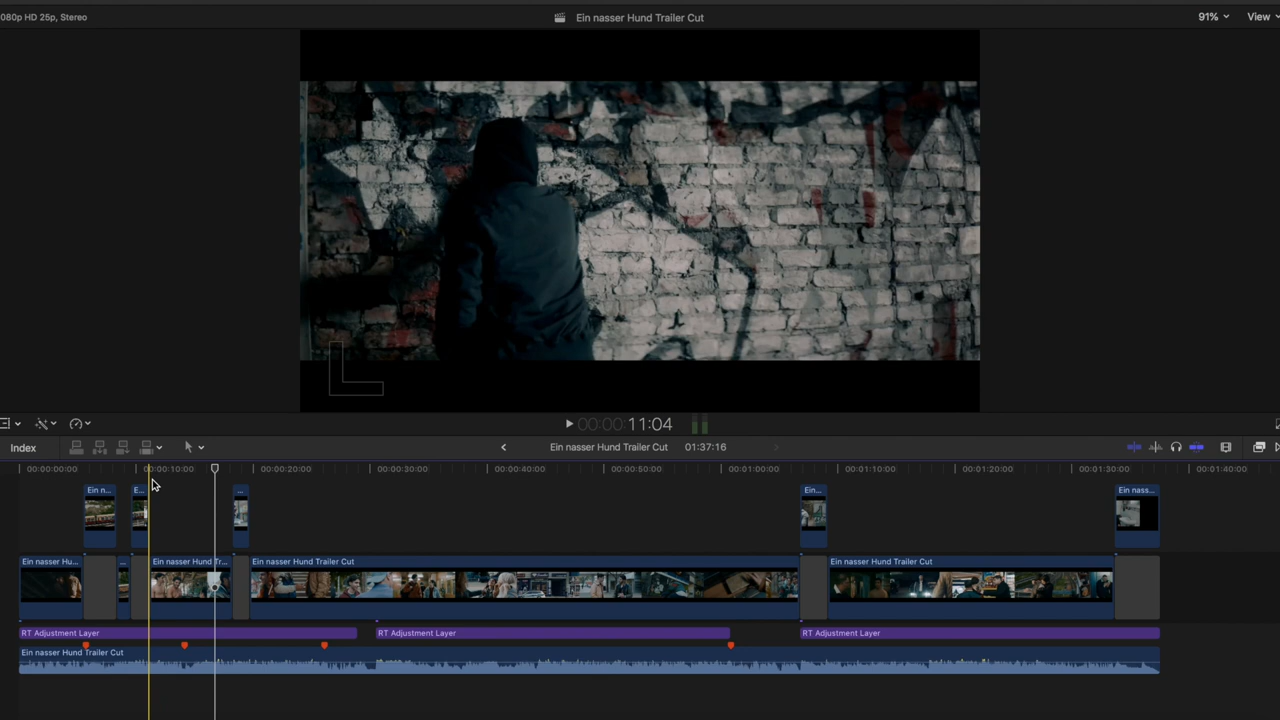 080p HD 25p, Stereo
Ein nasser Hund Trailer Cut
91%
View
00:00:00:11:04
Index
Ein nasser Hund Trailer Cut
01:37:16
00:00:00:00
00:00:10:00
00:00:20:00
00:00:30:00
00:00:40:00
00:00:50:00
00:01:00:00
00:01:10:00
00:01:20:00
00:01:30:00
00:01:40:00
Ein n...
E...
...
Ein...
Ein nass...
Ein nasser Hu...
...
Ein nasser Hund Tr...
Ein nasser Hund Trailer Cut
Ein nasser Hund Trailer Cut
RT Adjustment Layer
RT Adjustment Layer
RT Adjustment Layer
Ein nasser Hund Trailer Cut